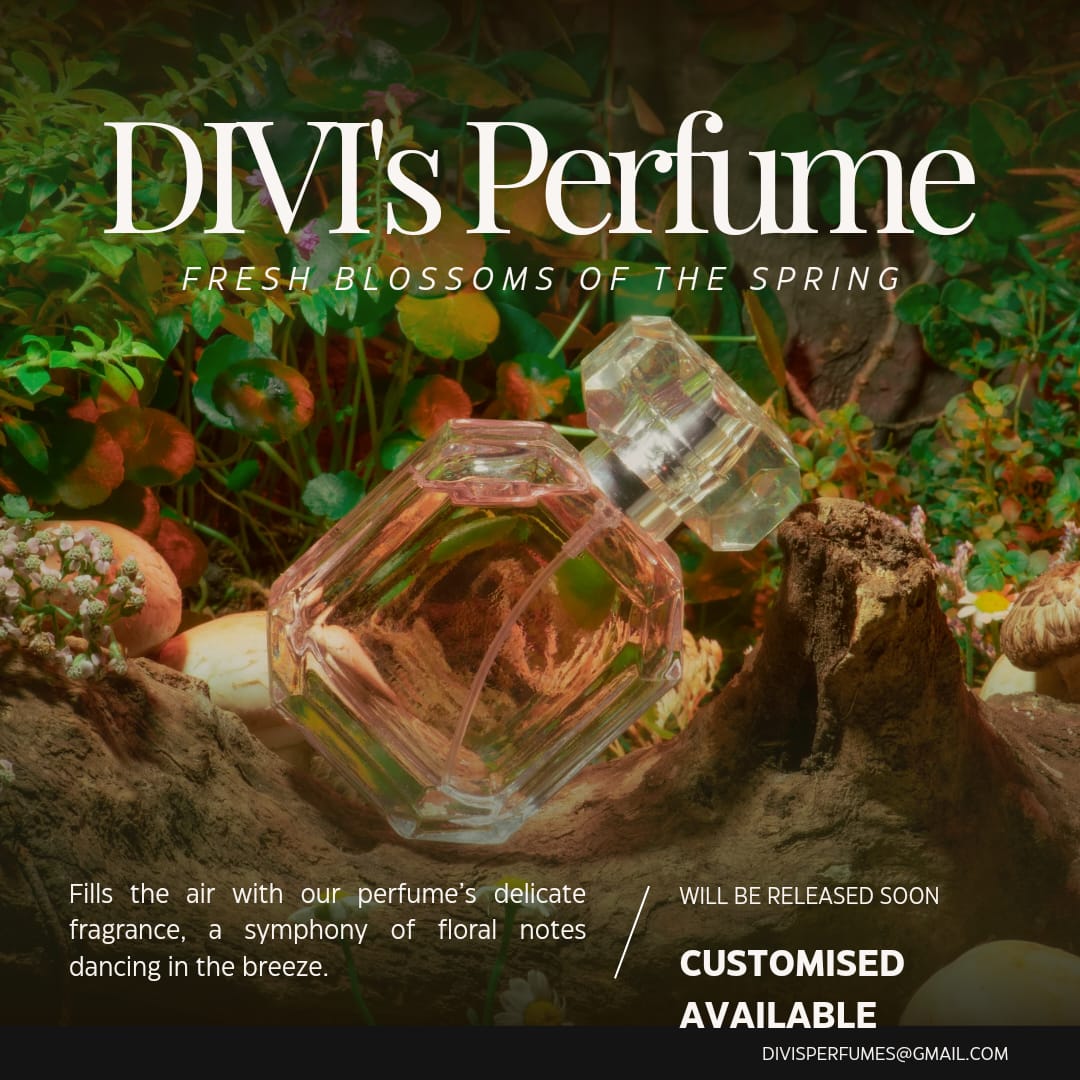 DIVI's Perfume
FRESH BLOSSOMS OF THE SPRING
Fills the air with our perfume’s delicate
fragrance, a symphony of floral notes
dancing in the breeze.
WILL BE RELEASED SOON
CUSTOMISED
AVAILABLE
DIVISPERFUMES@GMAIL.COM